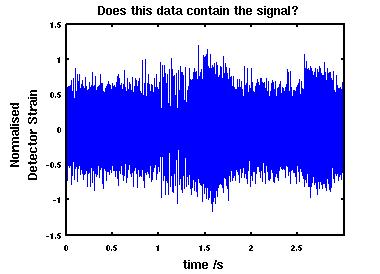 Does this data contain the signal?
1.5
1
0.5
0
-0.5
-1
-1.5
Normalised
Detector Strain
0 0.5 1 1.5 2 2.5
time /s